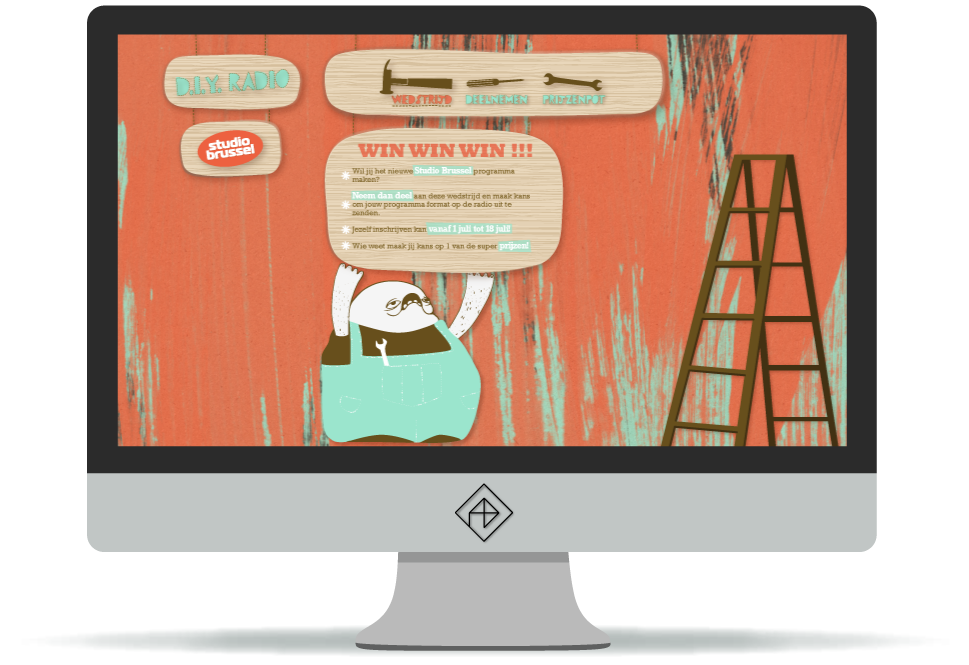 D.I.Y. RADIO
studio
brussel
WEDSTRIJD DEELNEMEN PRIJZENPOT
WIN WIN WIN !!!
Wil jij het nieuwe Studio Brussel programma
maken?
Neem dan deel aan deze wedstrijd en maak kans
om jouw programma format op de radio uit te
zenden.
Jezelf inschrijven kan vanaf 1 juli tot 18 juli!
Wie weet maak jij kans op 1 van de super prijzen!